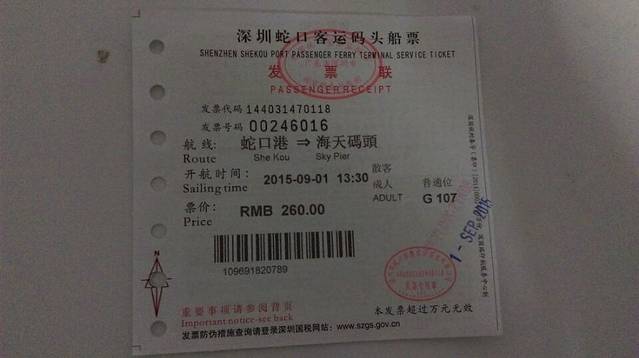 深圳蛇口客运码头船票
SHENZHEN SHEKOU PORT PASSENGER FERRY TERMINAL SERVICE TICKET
发 票 联
PASSENGER RECEIPT
发票代码 144031470118
发票号码 00246016
航线: 蛇口港 ⇒ 海天碼頭
Route She Kou Sky Pier
散客
开航时间: 2015-09-01 13:30 成人 普通位
Sailing time ADULT G 107
票价: RMB 260.00
Price
1 - SEP 2015
109691820789
N
重要事项请参阅背页
Important notice-see back
本发票超过万元无效
发票防伪措施查询请登录深圳国税网站: www.szgs.gov.cn